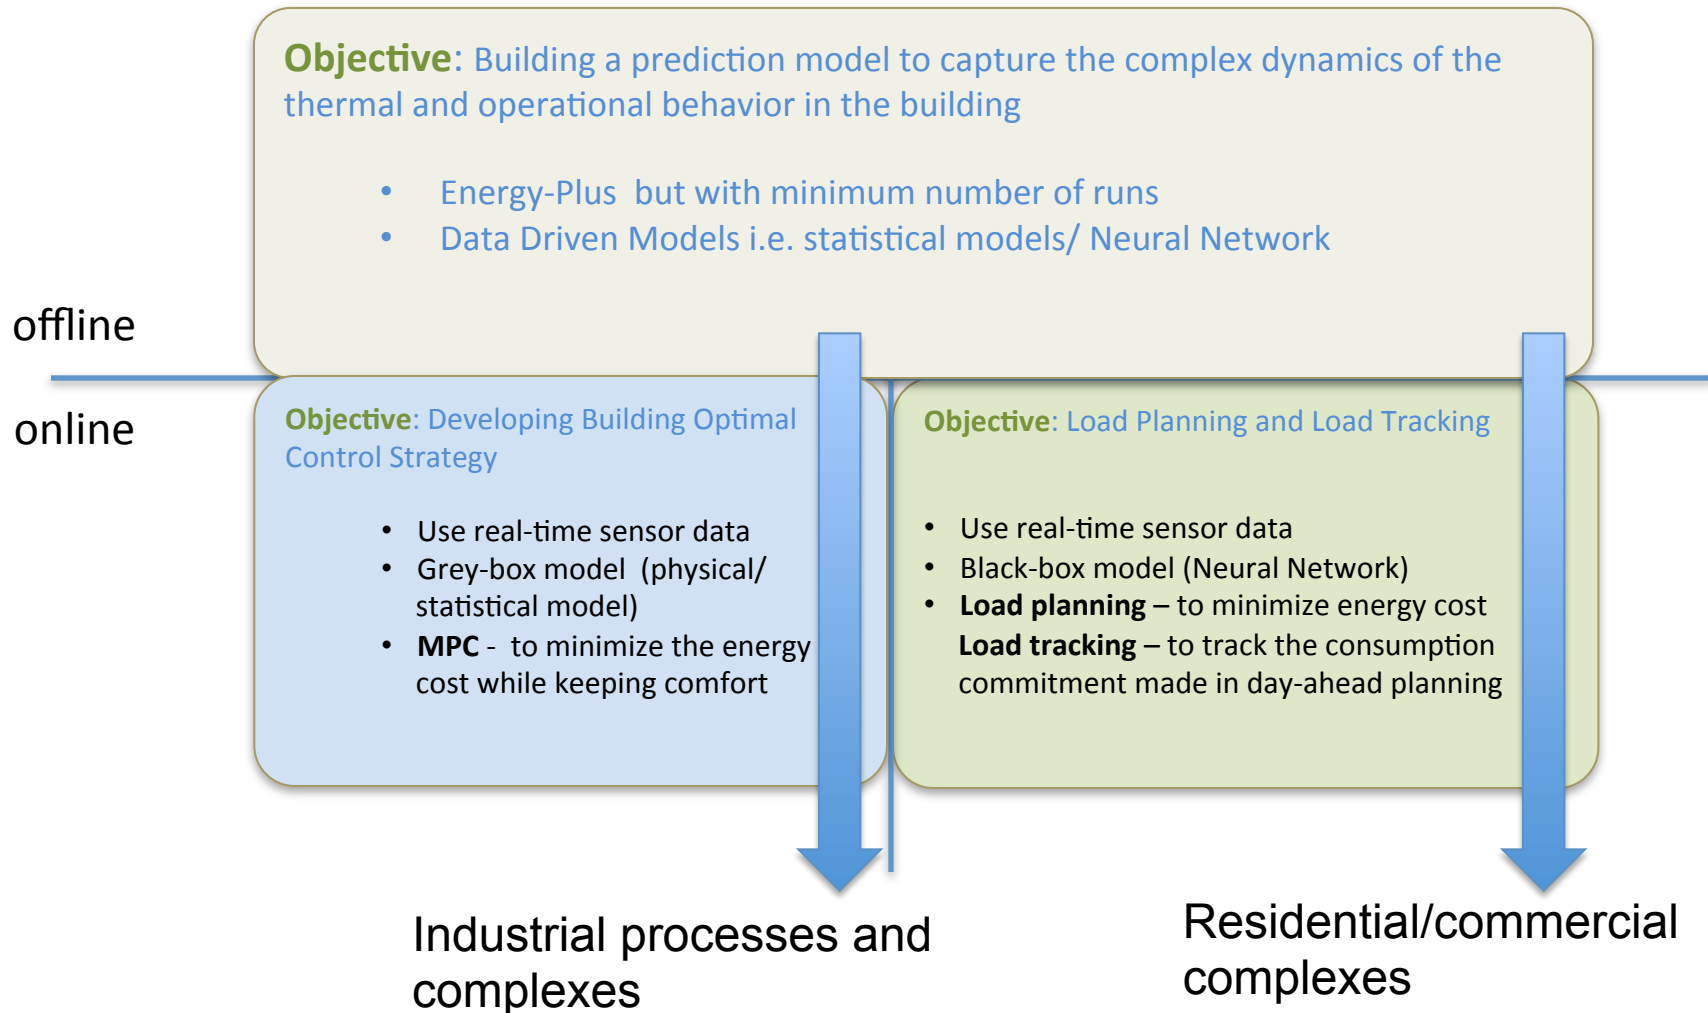 Objective: Building a prediction model to capture the complex dynamics of the
thermal and operational behavior in the building
• Energy-Plus but with minimum number of runs
• Data Driven Models i.e. statistical models/ Neural Network
offline
online
Objective: Developing Building Optimal
Control Strategy
• Use real-time sensor data
• Grey-box model (physical/
statistical model)
• MPC - to minimize the energy
cost while keeping comfort
Objective: Load Planning and Load Tracking
• Use real-time sensor data
• Black-box model (Neural Network)
• Load planning – to minimize energy cost
Load tracking – to track the consumption
commitment made in day-ahead planning
Industrial processes and
complexes
Residential/commercial
complexes